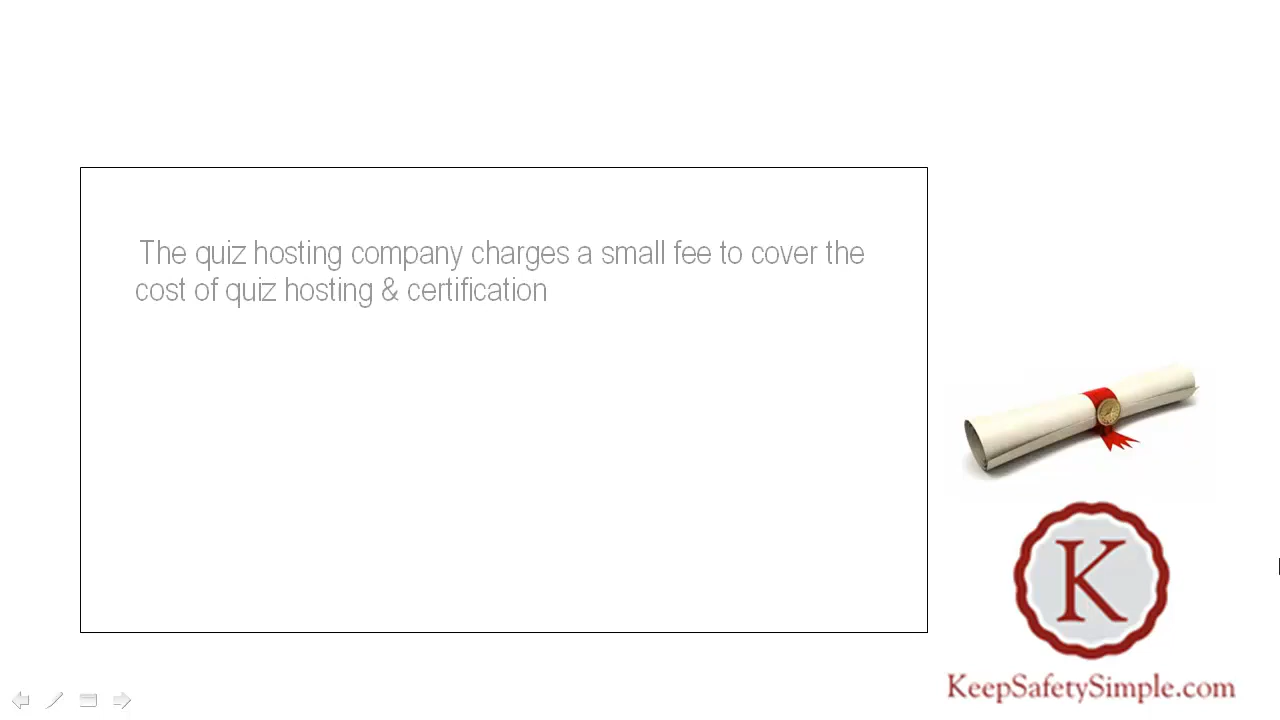 The quiz hosting company charges a small fee to cover the
cost of quiz hosting & certification
K
KeepSafetySimple.com